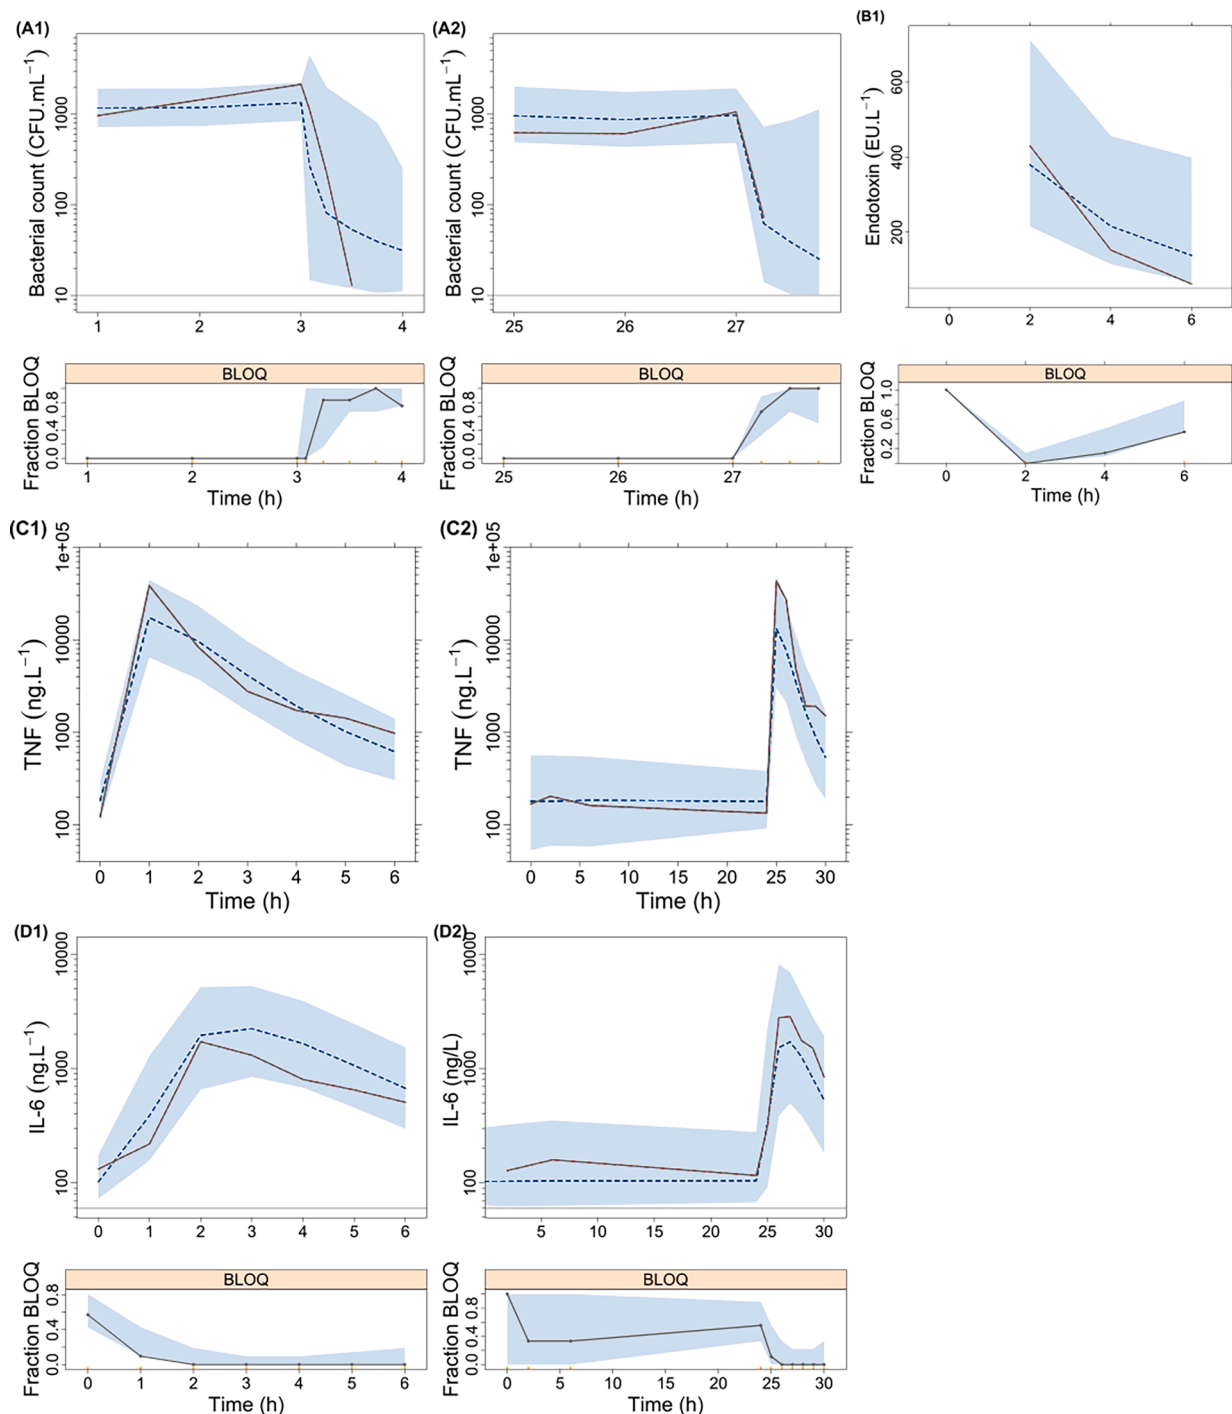 (A1)
Bacterial count (CFU.mL⁻¹)
10 100 1000
1 2 3 4
BLOQ
Fraction BLOQ
0.0 0.4 0.8
1 2 3 4
Time (h)
(A2)
Bacterial count (CFU.mL⁻¹)
10 100 1000
25 26 27
BLOQ
Fraction BLOQ
0.0 0.4 0.8
25 26 27
Time (h)
(B1)
Endotoxin (EU.L⁻¹)
200 400 600
0 2 4 6
BLOQ
Fraction BLOQ
0.2 0.6 1.0
0 2 4 6
Time (h)
(C1)
TNF (ng.L⁻¹)
100 1000 10000 1e+05
0 1 2 3 4 5 6
Time (h)
(C2)
TNF (ng.L⁻¹)
100 1000 10000 1e+05
0 5 10 15 20 25 30
Time (h)
(D1)
IL-6 (ng.L⁻¹)
100 1000 10000
0 1 2 3 4 5 6
BLOQ
Fraction BLOQ
0.0 0.4 0.8
0 1 2 3 4 5 6
Time (h)
(D2)
IL-6 (ng/L)
100 1000 10000
5 10 15 20 25 30
BLOQ
Fraction BLOQ
0.0 0.4 0.8
0 5 10 15 20 25 30
Time (h)